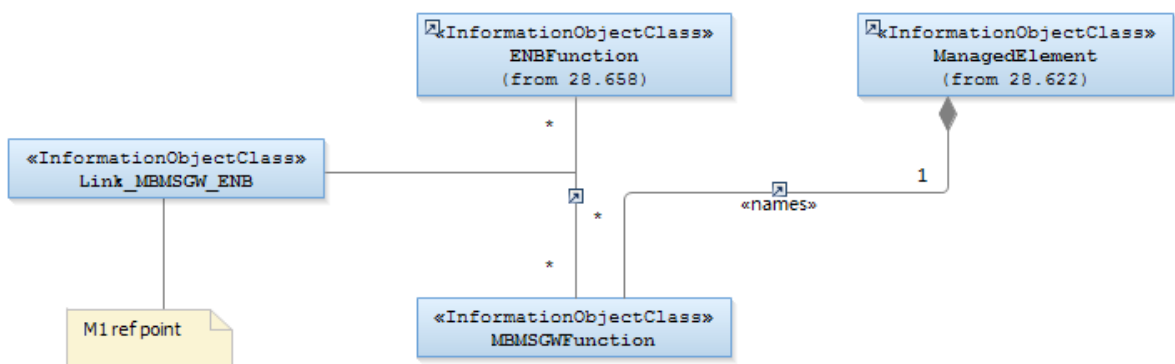 «InformationObjectClass»
ENBFunction
(from 28.658)
«InformationObjectClass»
ManagedElement
(from 28.622)
*
«InformationObjectClass»
Link_MBMSGW_ENB
1
«names»
*
*
M1 ref point
«InformationObjectClass»
MBMSGWFunction